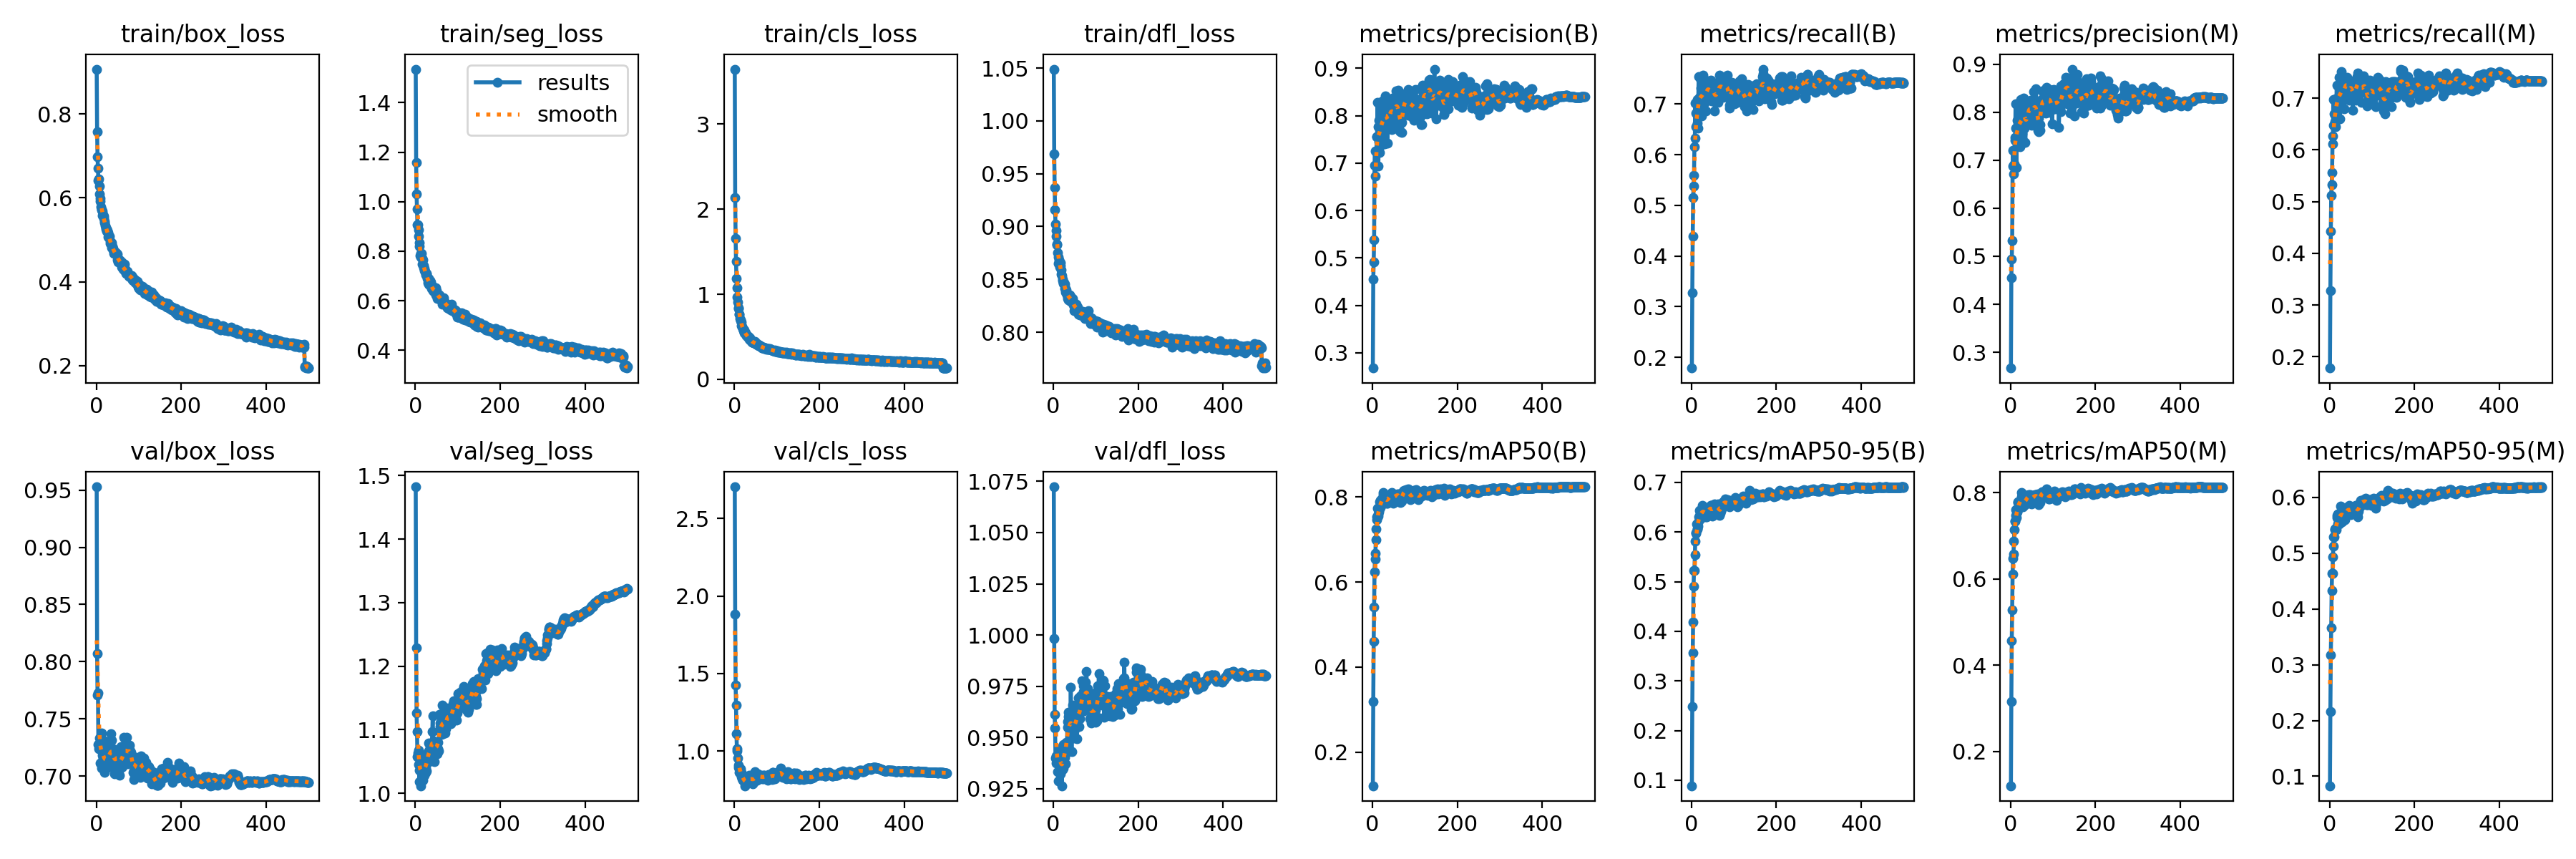 train/box_loss
0.8
0.6
0.4
0.2
0 200 400
train/seg_loss
results
smooth
1.4
1.2
1.0
0.8
0.6
0.4
0 200 400
train/cls_loss
3
2
1
0
0 200 400
train/dfl_loss
1.05
1.00
0.95
0.90
0.85
0.80
0 200 400
metrics/precision(B)
0.9
0.8
0.7
0.6
0.5
0.4
0.3
0 200 400
metrics/recall(B)
0.7
0.6
0.5
0.4
0.3
0.2
0 200 400
metrics/precision(M)
0.9
0.8
0.7
0.6
0.5
0.4
0.3
0 200 400
metrics/recall(M)
0.7
0.6
0.5
0.4
0.3
0.2
0 200 400
val/box_loss
0.95
0.90
0.85
0.80
0.75
0.70
0 200 400
val/seg_loss
1.5
1.4
1.3
1.2
1.1
1.0
0 200 400
val/cls_loss
2.5
2.0
1.5
1.0
0 200 400
val/dfl_loss
1.075
1.050
1.025
1.000
0.975
0.950
0.925
0 200 400
metrics/mAP50(B)
0.8
0.6
0.4
0.2
0 200 400
metrics/mAP50-95(B)
0.7
0.6
0.5
0.4
0.3
0.2
0.1
0 200 400
metrics/mAP50(M)
0.8
0.6
0.4
0.2
0 200 400
metrics/mAP50-95(M)
0.6
0.5
0.4
0.3
0.2
0.1
0 200 400